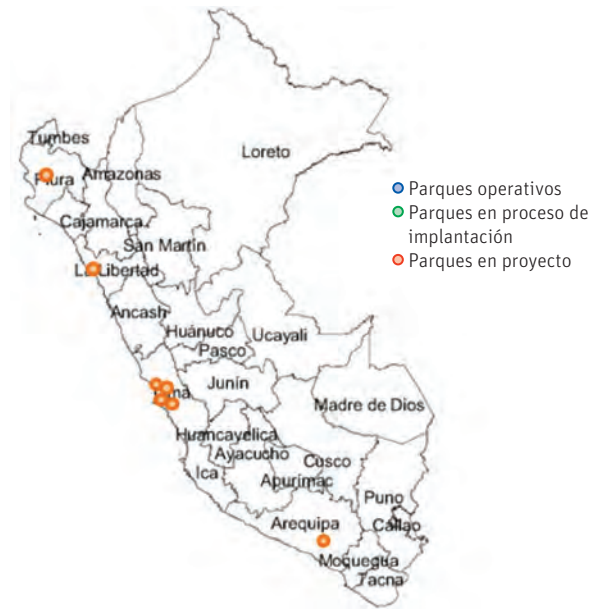 Tumbes
Loreto
Piura
Amazonas
Parques operativos
Cajamarca
Parques en proceso de
implantación
San Martín
Parques en proyecto
La Libertad
Ancash
Huánuco
Ucayali
Pasco
Junín
Lima
Madre de Dios
Huancavelica
Ayacucho
Cusco
Ica
Apurímac
Puno
Arequipa
Callao
Moquegua
Tacna